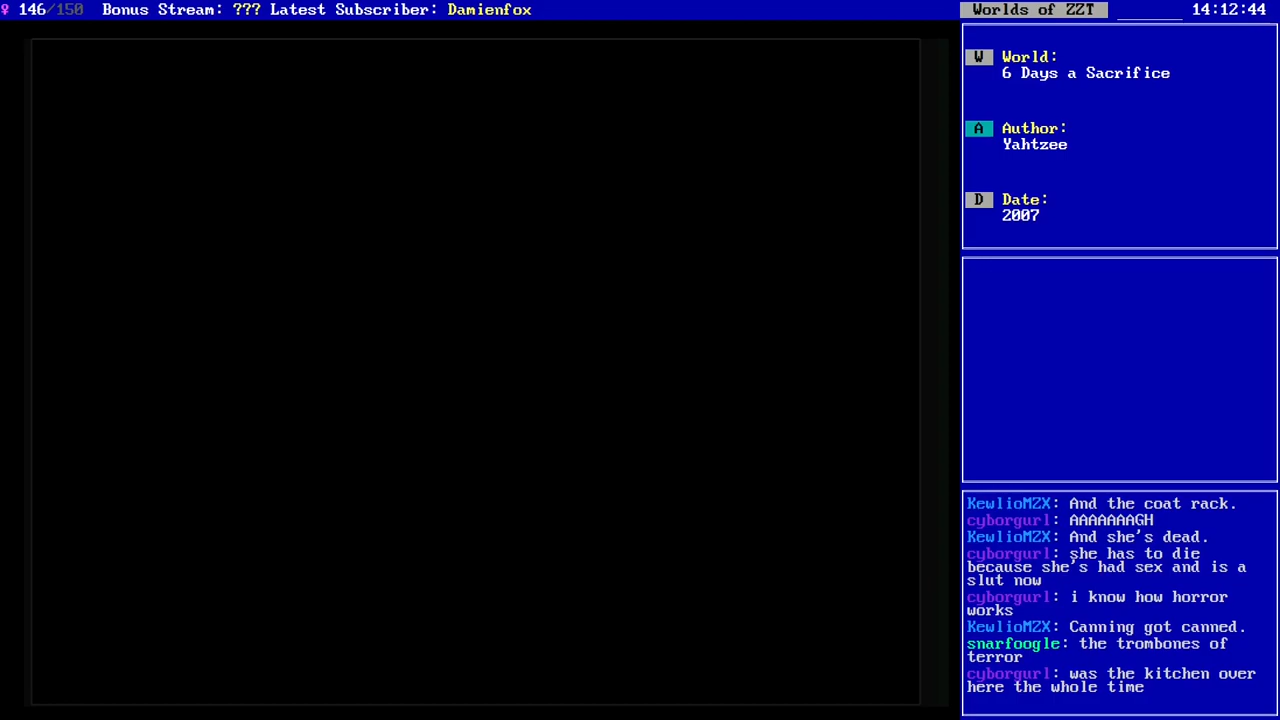 ♀ 146/150 Bonus Stream: ??? Latest Subscriber: Damienfox
Worlds of ZZT 14:12:44
W World:
6 Days a Sacrifice
A Author:
Yahtzee
D Date:
2007
KewlioMZX: And the coat rack.
cyborgurl: AAAAAAAGH
KewlioMZX: And she's dead.
cyborgurl: she has to die
because she's had sex and is a
slut now
cyborgurl: i know how horror
works
KewlioMZX: Canning got canned.
snarfoogle: the trombones of
terror
cyborgurl: was the kitchen over
here the whole time